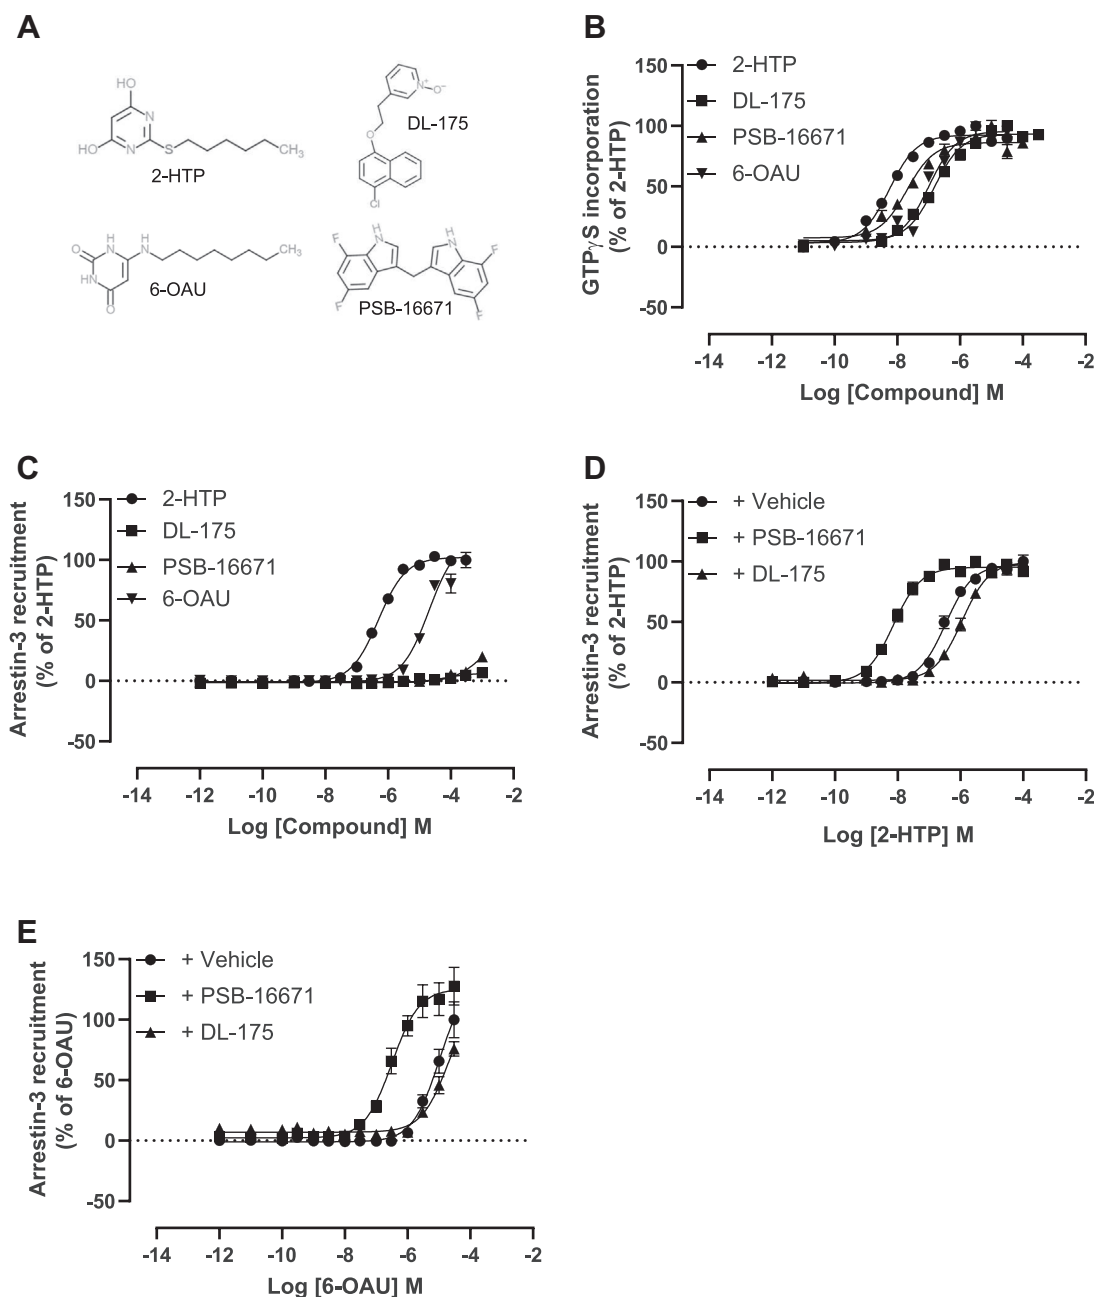 A
HO
N
HO
N
S
CH3
2-HTP
N+
O−
DL-175
O
Cl
H
N
H
N
O
HN
O
CH3
6-OAU
F
H
N
F
H
N
F
F
PSB-16671
B
2-HTP
DL-175
PSB-16671
6-OAU
GTPγS incorporation
(% of 2-HTP)
150
100
50
0
-50
-14 -12 -10 -8 -6 -4 -2
Log [Compound] M
C
2-HTP
DL-175
PSB-16671
6-OAU
Arrestin-3 recruitment
(% of 2-HTP)
150
100
50
0
-50
-14 -12 -10 -8 -6 -4 -2
Log [Compound] M
D
+ Vehicle
+ PSB-16671
+ DL-175
Arrestin-3 recruitment
(% of 2-HTP)
150
100
50
0
-50
-14 -12 -10 -8 -6 -4 -2
Log [2-HTP] M
E
+ Vehicle
+ PSB-16671
+ DL-175
Arrestin-3 recruitment
(% of 6-OAU)
150
100
50
0
-50
-14 -12 -10 -8 -6 -4 -2
Log [6-OAU] M